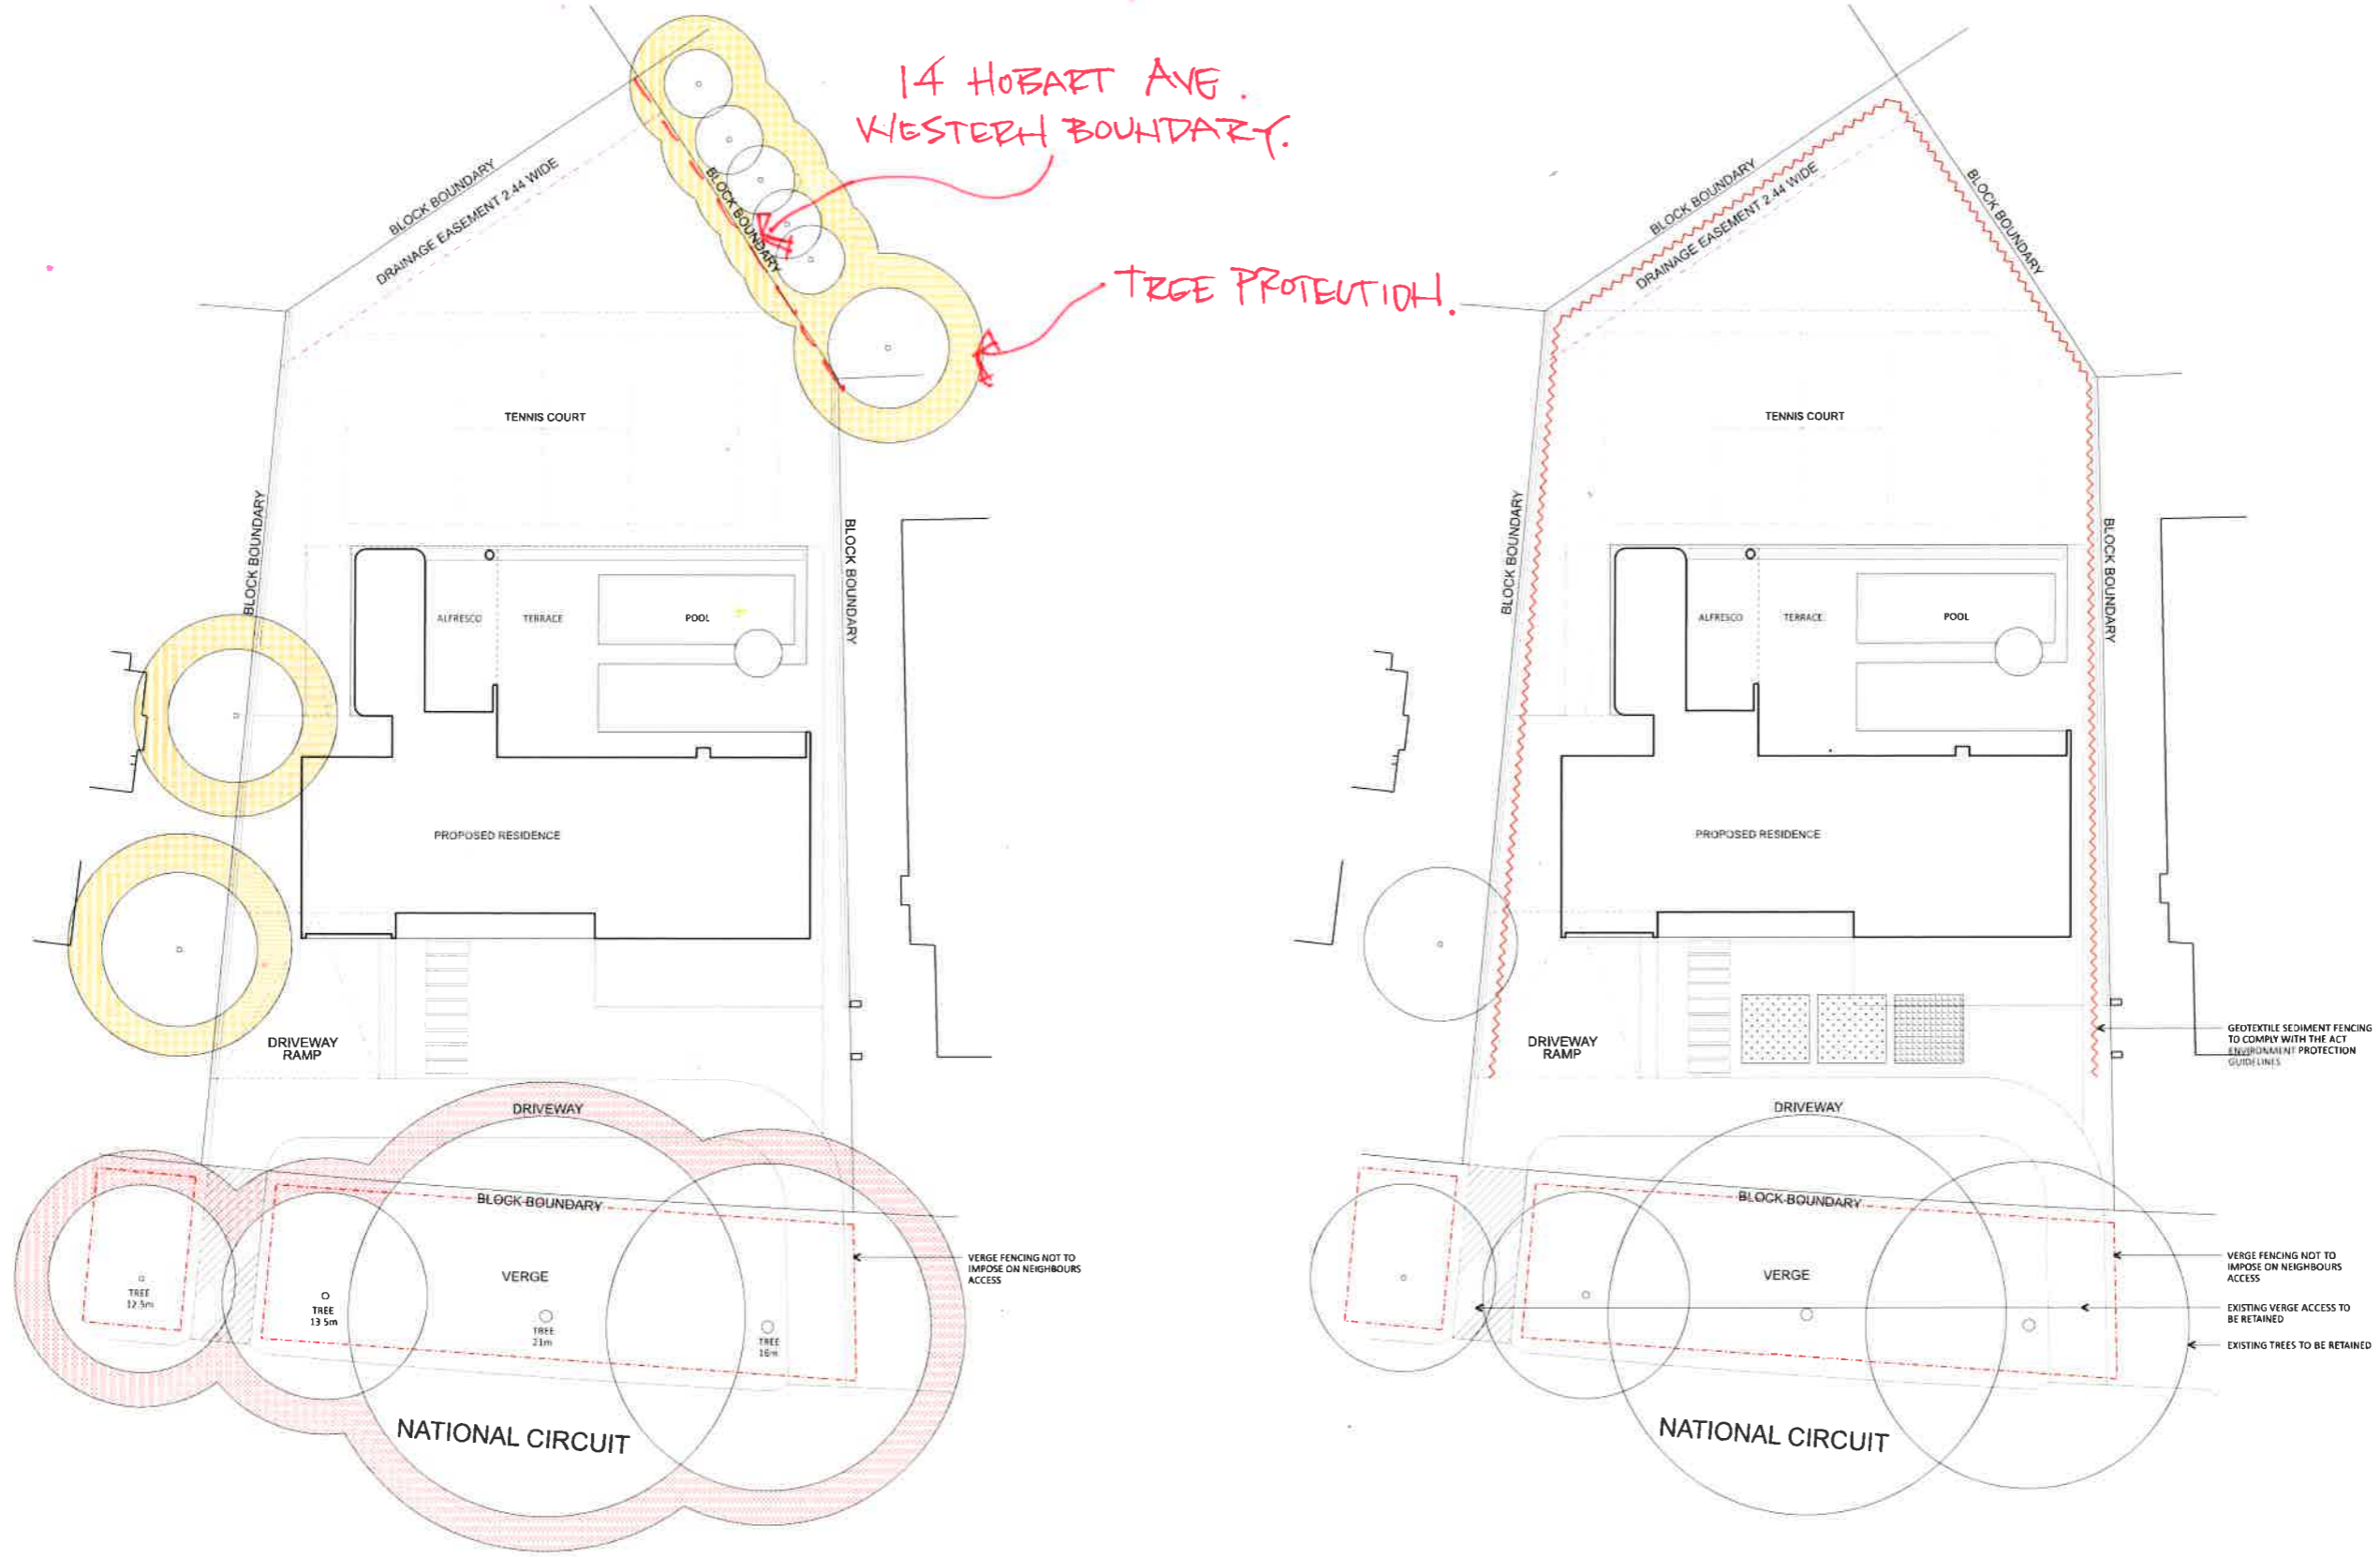 14 HOBART AVE.
WESTERN BOUNDARY.
TREE PROTECTION.
BLOCK BOUNDARY
DRAINAGE EASEMENT 2.44 WIDE
BLOCK BOUNDARY
TENNIS COURT
BLOCK BOUNDARY
BLOCK BOUNDARY
ALFRESCO
TERRACE
POOL
PROPOSED RESIDENCE
DRIVEWAY
RAMP
DRIVEWAY
BLOCK BOUNDARY
VERGE
TREE
12.5m
TREE
13 5m
TREE
21m
TREE
16m
VERGE FENCING NOT TO
IMPOSE ON NEIGHBOURS
ACCESS
NATIONAL CIRCUIT
BLOCK BOUNDARY
DRAINAGE EASEMENT 2.44 WIDE
BLOCK BOUNDARY
TENNIS COURT
BLOCK BOUNDARY
BLOCK BOUNDARY
ALFRESCO
TERRACE
POOL
PROPOSED RESIDENCE
DRIVEWAY
RAMP
GEOTEXTILE SEDIMENT FENCING
TO COMPLY WITH THE ACT
ENVIRONMENT PROTECTION
GUIDELINES
DRIVEWAY
BLOCK BOUNDARY
VERGE
VERGE FENCING NOT TO
IMPOSE ON NEIGHBOURS
ACCESS
EXISTING VERGE ACCESS TO
BE RETAINED
EXISTING TREES TO BE RETAINED
NATIONAL CIRCUIT